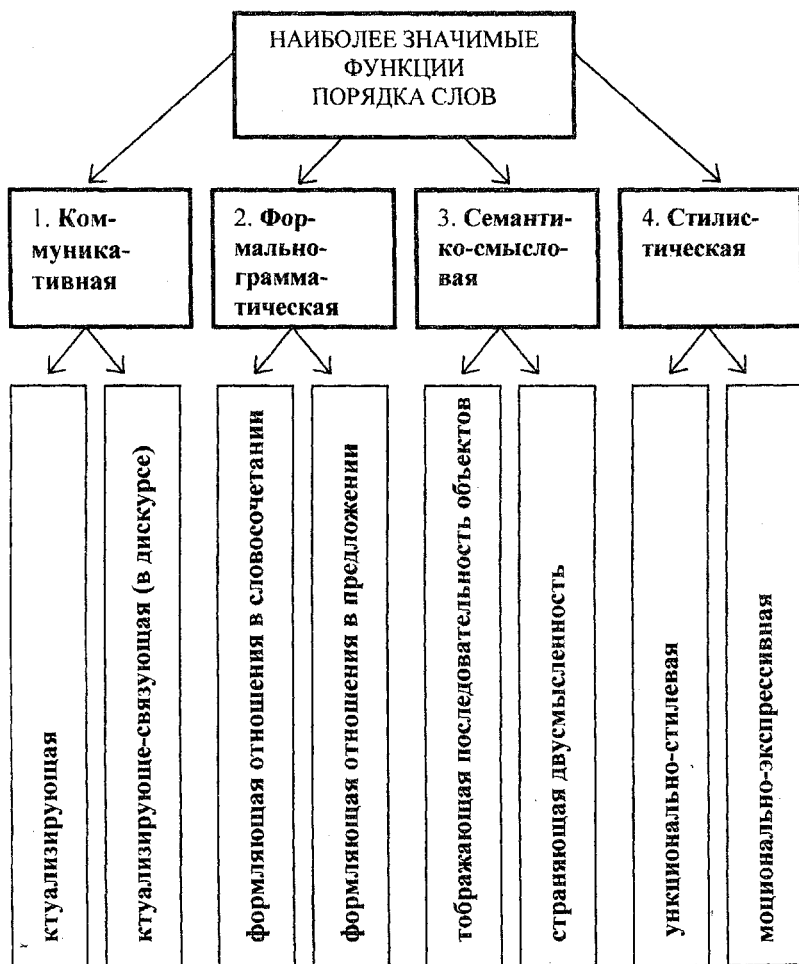 НАИБОЛЕЕ ЗНАЧИМЫЕ
ФУНКЦИИ
ПОРЯДКА СЛОВ
1. Ком-
муника-
тивная
2. Фор-
мально-
грамма-
тическая
3. Семанти-
ко-смысло-
вая
4. Стилис-
тическая
ктуализирующая
ктуализирующе-связующая (в дискурсе)
формляющая отношения в словосочетании
формляющая отношения в предложении
тображающая последовательность объектов
страняющая двусмысленность
ункционально-стилевая
моционально-экспрессивная